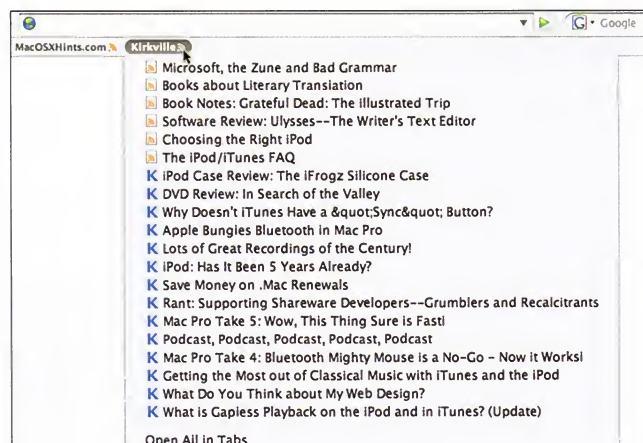 Google
MacOSXHints.com Kirkville
Microsoft, the Zune and Bad Grammar
Books about Literary Translation
Book Notes: Grateful Dead: The Illustrated Trip
Software Review: Ulysses--The Writer's Text Editor
Choosing the Right iPod
The iPod/iTunes FAQ
K iPod Case Review: The iFrogz Silicone Case
K DVD Review: In Search of the Valley
K Why Doesn't iTunes Have a &quot;Sync&quot; Button?
K Apple Bungles Bluetooth in Mac Pro
K Lots of Great Recordings of the Century!
K iPod: Has It Been 5 Years Already?
K Save Money on .Mac Renewals
K Rant: Supporting Shareware Developers--Grumblers and Recalcitrants
K Mac Pro Take 5: Wow, This Thing Sure is Fast!
K Podcast, Podcast, Podcast, Podcast, Podcast
K Mac Pro Take 4: Bluetooth Mighty Mouse is a No-Go - Now it Works!
K Getting the Most out of Classical Music with iTunes and the iPod
K What Do You Think about My Web Design?
K What is Gapless Playback on the iPod and in iTunes? (Update)
Open All in Tabs